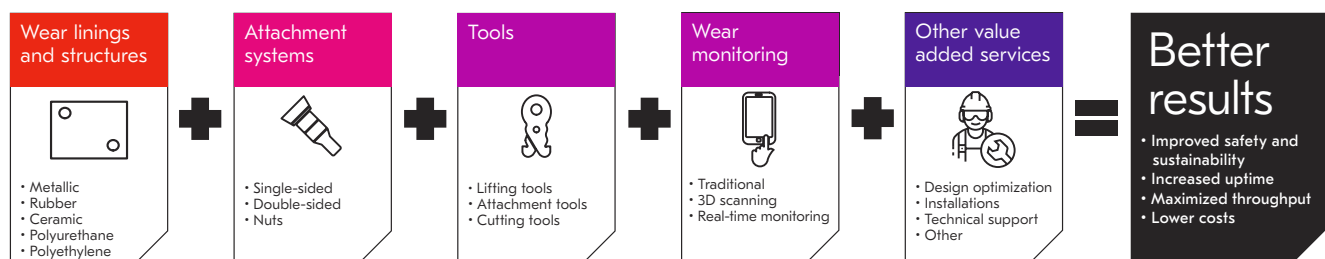 Wear linings
and structures
• Metallic
• Rubber
• Ceramic
• Polyurethane
• Polyethylene
Attachment
systems
• Single-sided
• Double-sided
• Nuts
Tools
• Lifting tools
• Attachment tools
• Cutting tools
Wear
monitoring
• Traditional
• 3D scanning
• Real-time monitoring
Other value
added services
• Design optimization
• Installations
• Technical support
• Other
Better
results
• Improved safety and
sustainability
• Increased uptime
• Maximized throughput
• Lower costs